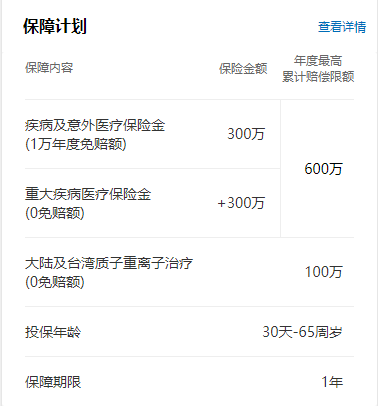 保障计划
查看详情
保障内容
保险金额
年度最高
累计赔偿限额
疾病及意外医疗保险金
(1万年度免赔额)
300万
600万
重大疾病医疗保险金
(0免赔额)
+300万
大陆及台湾质子重离子治疗
(0免赔额)
100万
投保年龄
30天-65周岁
保障期限
1年